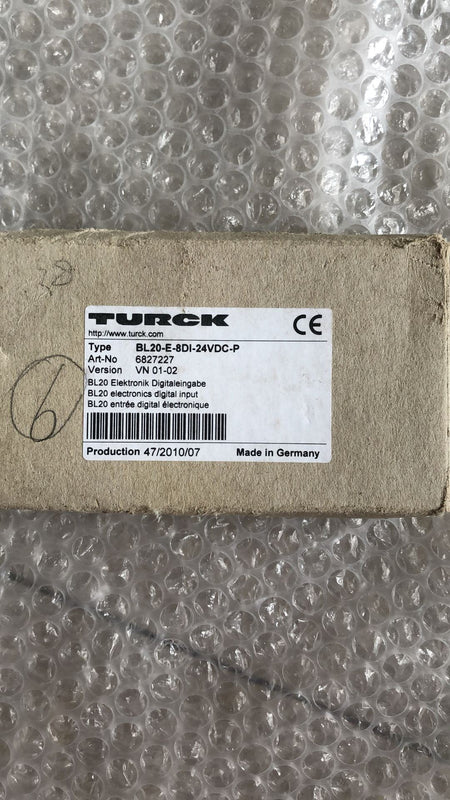 TURCK
CE
http://www.turck.com
Type BL20-E-8DI-24VDC-P
Art-No 6827227
Version VN 01-02
BL20 Elektronik Digitaleingabe
BL20 electronics digital input
BL20 entrée digital électronique
Production 47/2010/07 Made in Germany
6